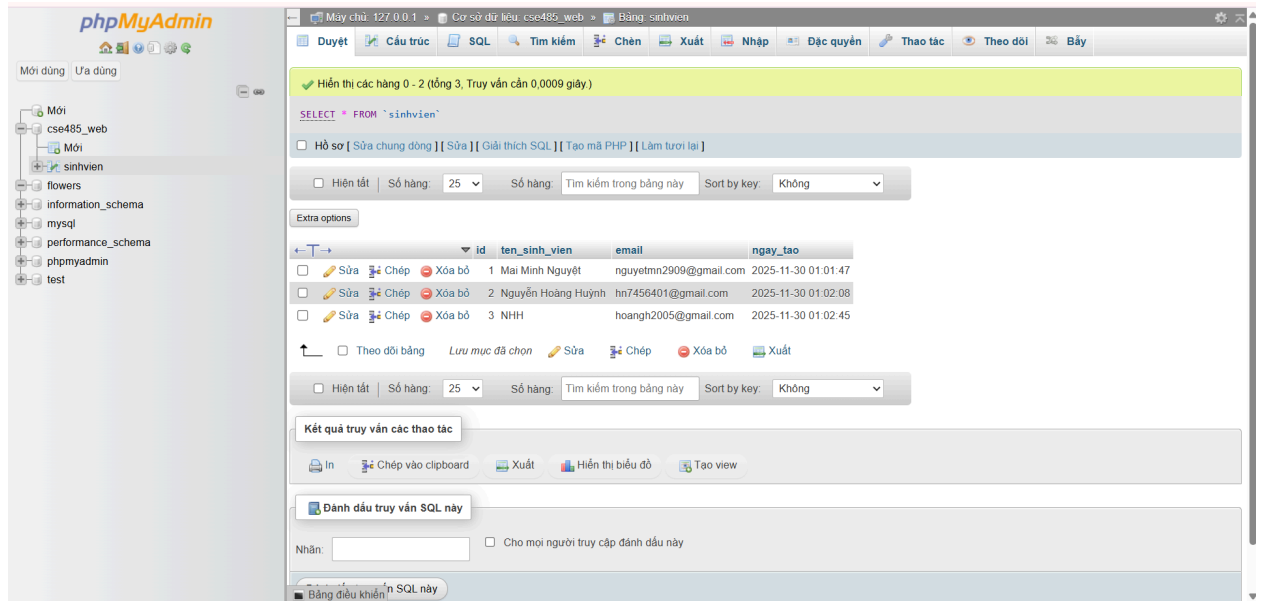 phpMyAdmin
Mới dùng Ưa dùng
Mới
cse485_web
Mới
sinhvien
flowers
information_schema
mysql
performance_schema
phpmyadmin
test
Máy chủ: 127.0.0.1 » Cơ sở dữ liệu: cse485_web » Bảng: sinhvien
Duyệt Cấu trúc SQL Tìm kiếm Chèn Xuất Nhập Đặc quyền Thao tác Theo dõi Bẫy
Hiển thị các hàng 0 - 2 (tổng 3, Truy vấn cần 0,0009 giây.)
SELECT * FROM `sinhvien`
Hồ sơ [ Sửa chung dòng ] [ Sửa ] [ Giải thích SQL ] [ Tạo mã PHP ] [ Làm tươi lại ]
Hiện tất Số hàng: 25 Số hàng: Tìm kiếm trong bảng này Sort by key: Không
Extra options
←T→ id ten_sinh_vien email ngay_tao
Sửa Chép Xóa bỏ 1 Mai Minh Nguyệt nguyetmn2909@gmail.com 2025-11-30 01:01:47
Sửa Chép Xóa bỏ 2 Nguyễn Hoàng Huỳnh hn7456401@gmail.com 2025-11-30 01:02:08
Sửa Chép Xóa bỏ 3 NHH hoangh2005@gmail.com 2025-11-30 01:02:45
Theo dõi bảng Lưu mục đã chọn Sửa Chép Xóa bỏ Xuất
Hiện tất Số hàng: 25 Số hàng: Tìm kiếm trong bảng này Sort by key: Không
Kết quả truy vấn các thao tác
In Chép vào clipboard Xuất Hiển thị biểu đồ Tạo view
Đánh dấu truy vấn SQL này
Nhãn: Cho mọi người truy cập đánh dấu này
n SQL này
Bảng điều khiển